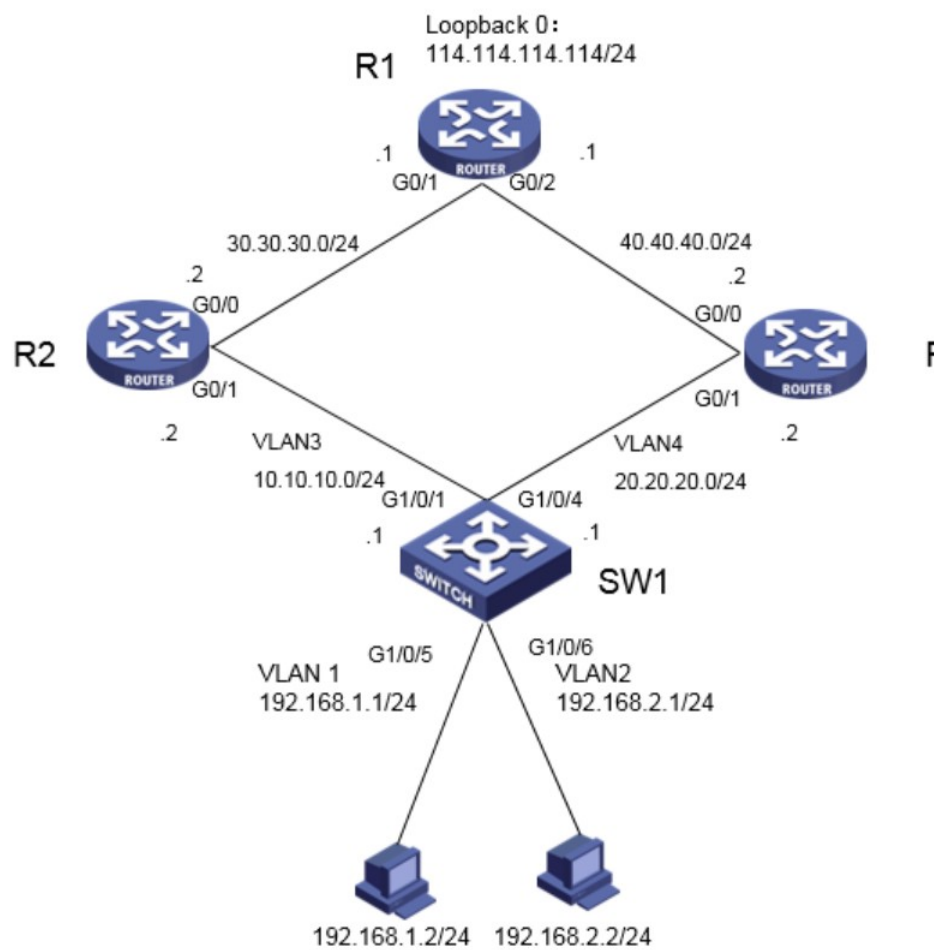 Loopback 0：
114.114.114.114/24
R1
.1
.1
ROUTER
G0/1
G0/2
30.30.30.0/24
40.40.40.0/24
.2
.2
G0/0
G0/0
R2
ROUTER
ROUTER
G0/1
G0/1
.2
.2
VLAN3
VLAN4
10.10.10.0/24
20.20.20.0/24
G1/0/1
G1/0/4
.1
.1
SWITCH
SW1
G1/0/5
G1/0/6
VLAN 1
VLAN2
192.168.1.1/24
192.168.2.1/24
192.168.1.2/24
192.168.2.2/24